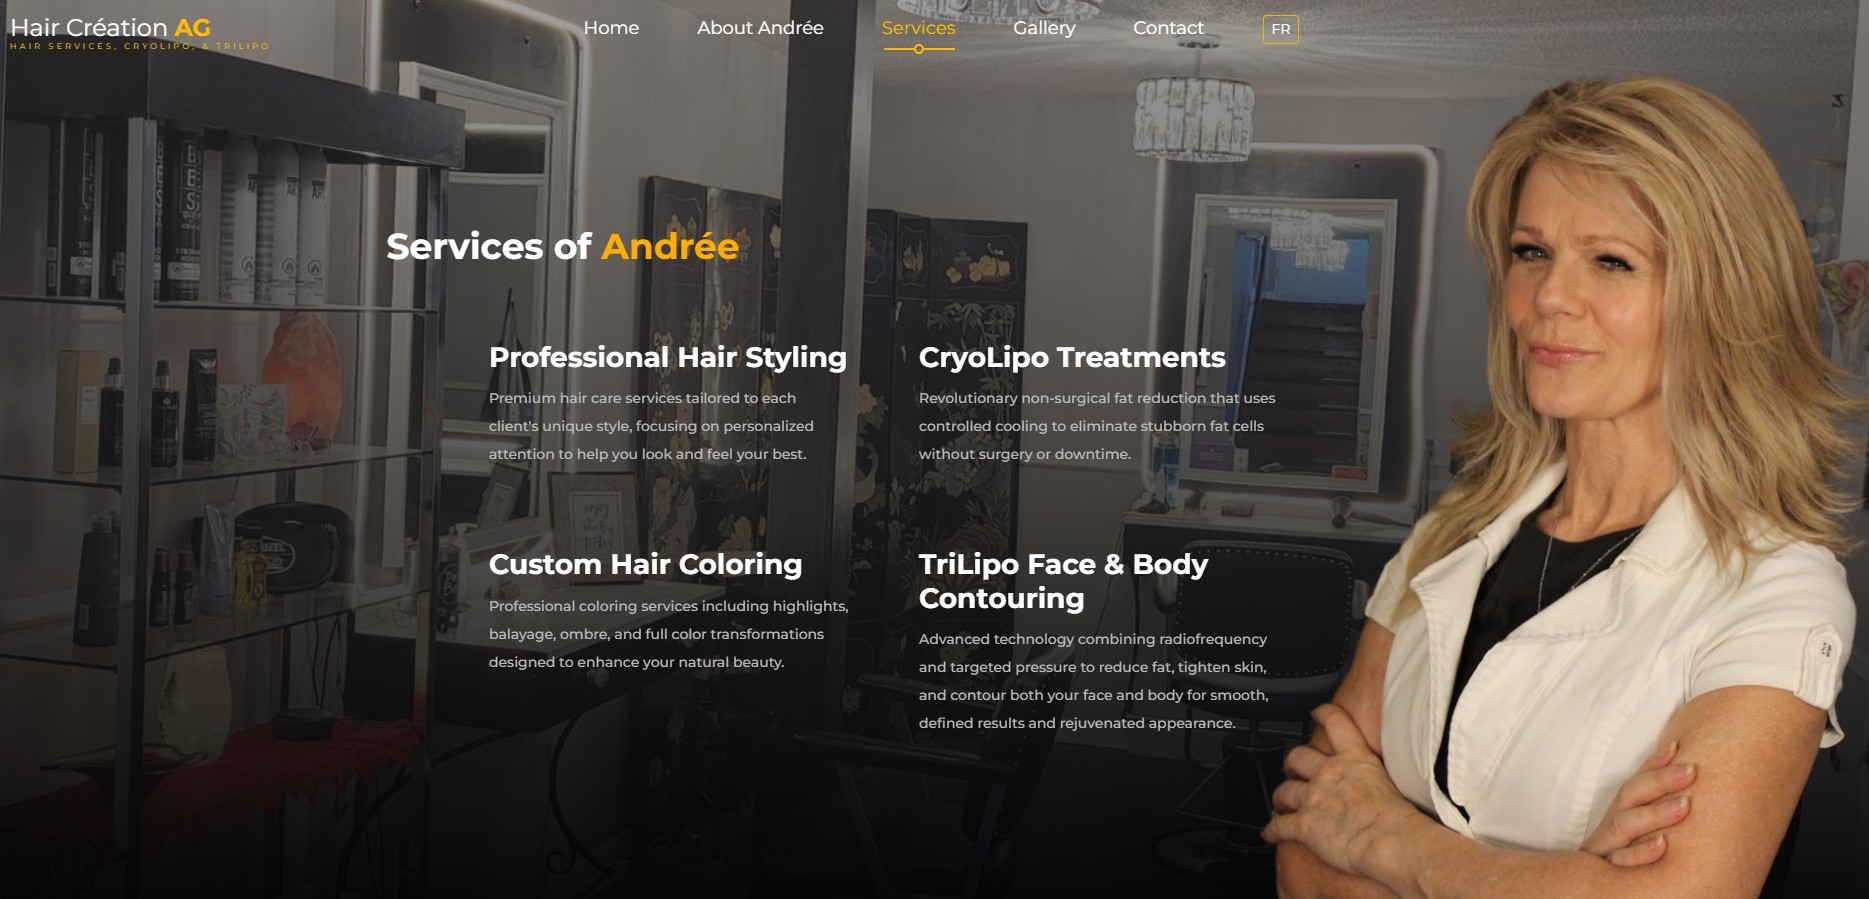 Hair Création AG
HAIR SERVICES, CRYOLIPO, & TRILIPO
Home
About Andrée
Services
Gallery
Contact
FR
Services of Andrée
Professional Hair Styling
Premium hair care services tailored to each
client's unique style, focusing on personalized
attention to help you look and feel your best.
CryoLipo Treatments
Revolutionary non-surgical fat reduction that uses
controlled cooling to eliminate stubborn fat cells
without surgery or downtime.
Custom Hair Coloring
Professional coloring services including highlights,
balayage, ombre, and full color transformations
designed to enhance your natural beauty.
TriLipo Face & Body
Contouring
Advanced technology combining radiofrequency
and targeted pressure to reduce fat, tighten skin,
and contour both your face and body for smooth,
defined results and rejuvenated appearance.